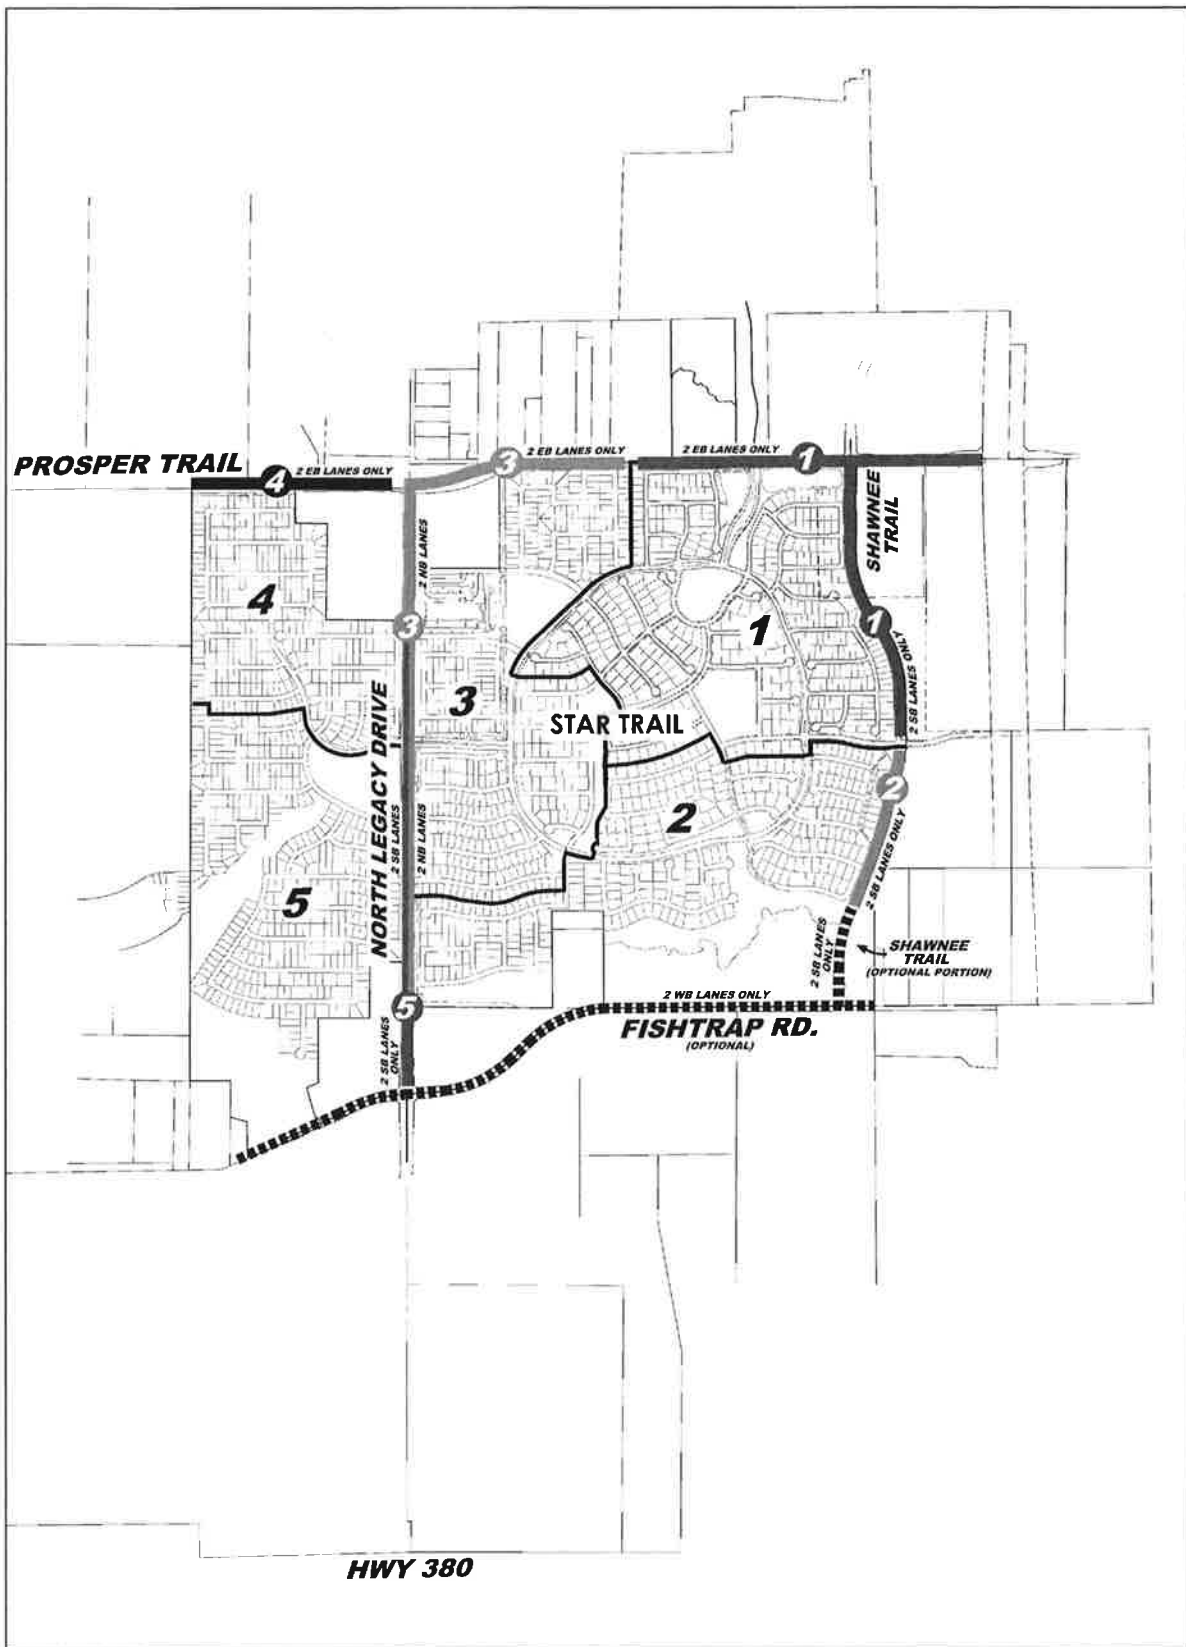 2 EB LANES ONLY
3
2 EB LANES ONLY
1
PROSPER TRAIL
2 EB LANES ONLY
4
SHAWNEE
TRAIL
2 NB LANES
4
3
1
1
2 SB LANES ONLY
3
STAR TRAIL
NORTH LEGACY DRIVE
2
2 SB LANES
2 NB LANES
2
2 SB LANES ONLY
5
2 SB LANES
ONLY
SHAWNEE
TRAIL
(OPTIONAL PORTION)
2 WB LANES ONLY
5
FISHTRAP RD.
(OPTIONAL)
2 SB LANES
ONLY
HWY 380